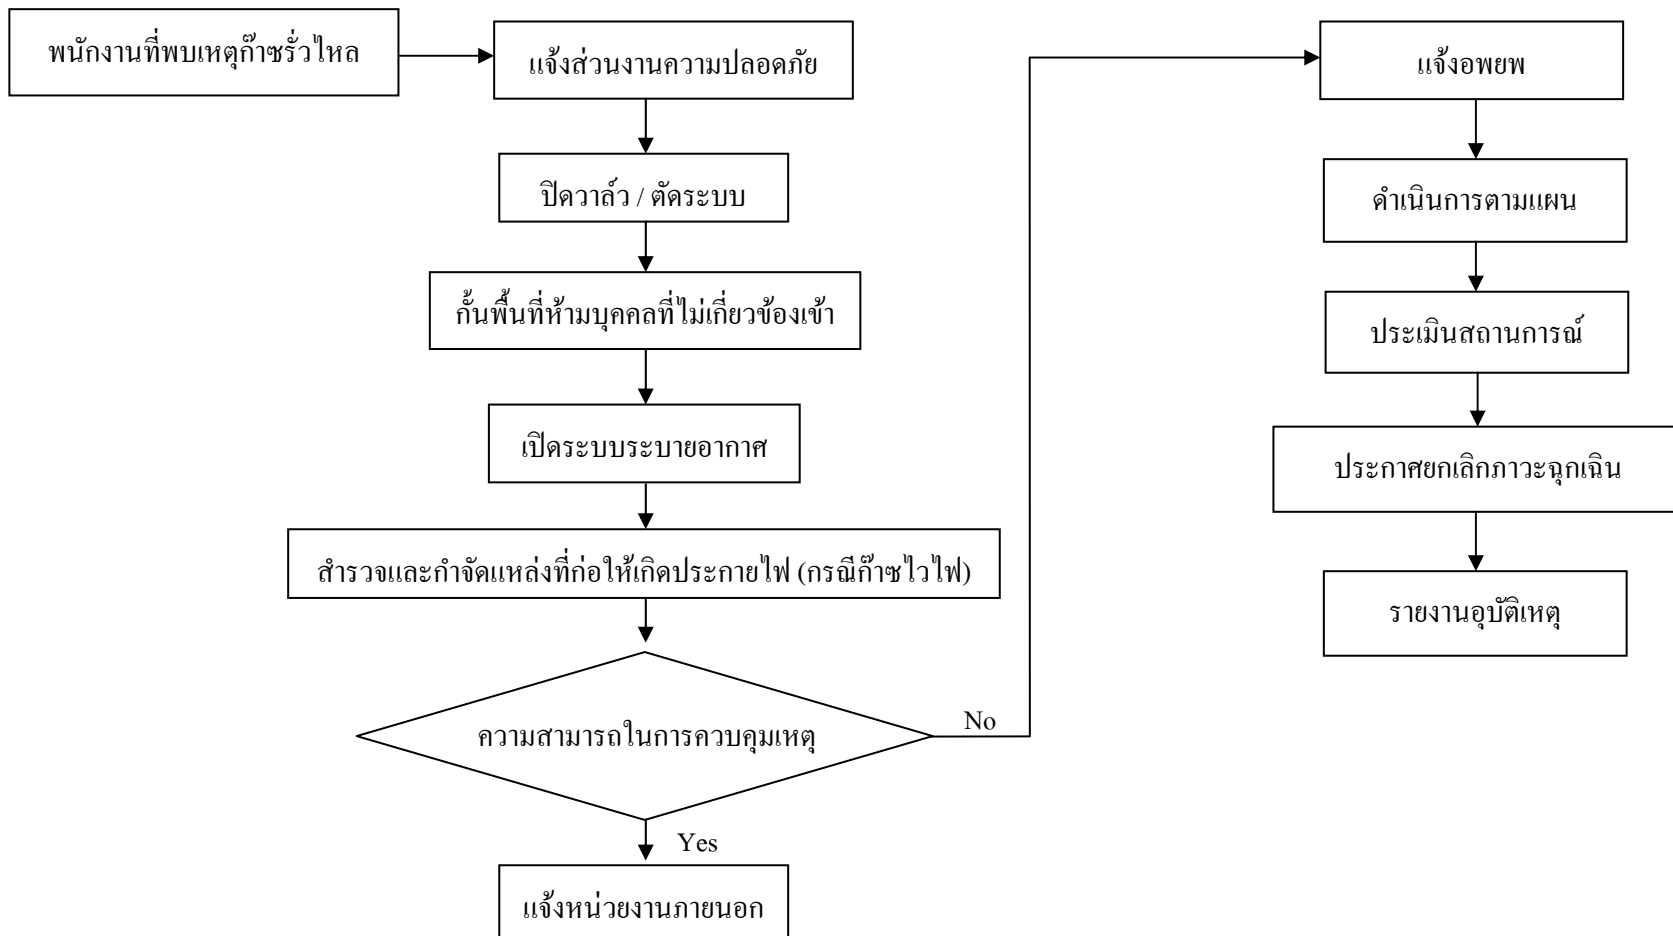 พนักงานที่พบเหตุก๊าซรั่วไหล
แจ้งส่วนงานความปลอดภัย
ปิดวาล์ว / ตัดระบบ
กั้นพื้นที่ห้ามบุคคลที่ไม่เกี่ยวข้องเข้า
เปิดระบบระบายอากาศ
สำรวจและกำจัดแหล่งที่ก่อให้เกิดประกายไฟ (กรณีก๊าซไวไฟ)
ความสามารถในการควบคุมเหตุ
No
Yes
แจ้งหน่วยงานภายนอก
แจ้งอพยพ
ดำเนินการตามแผน
ประเมินสถานการณ์
ประกาศยกเลิกภาวะฉุกเฉิน
รายงานอุบัติเหตุ